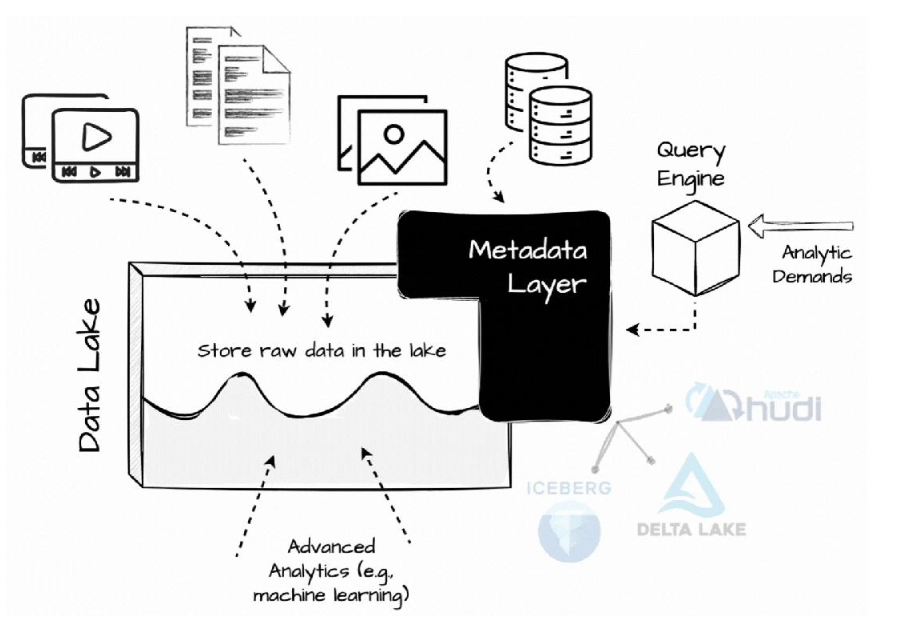 Query
Engine
Metadata
Layer
Analytic
Demands
Data Lake
Store raw data in the lake
Apache
hudi
ICEBERG
DELTA LAKE
Advanced
Analytics (e.g.,
machine learning)